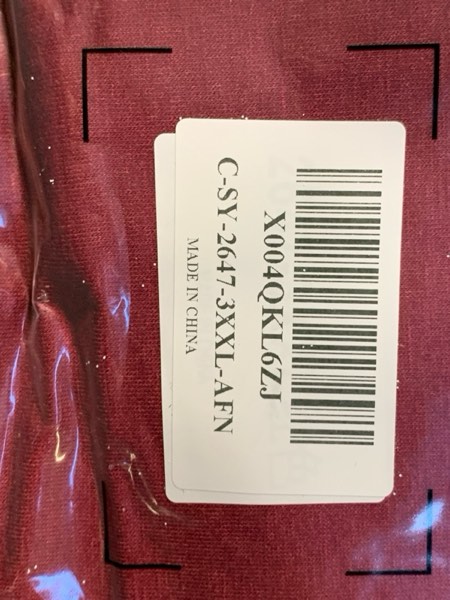 X004QKL6ZJ
C-SY-2647-3XXL-AFN
MADE IN CHINA